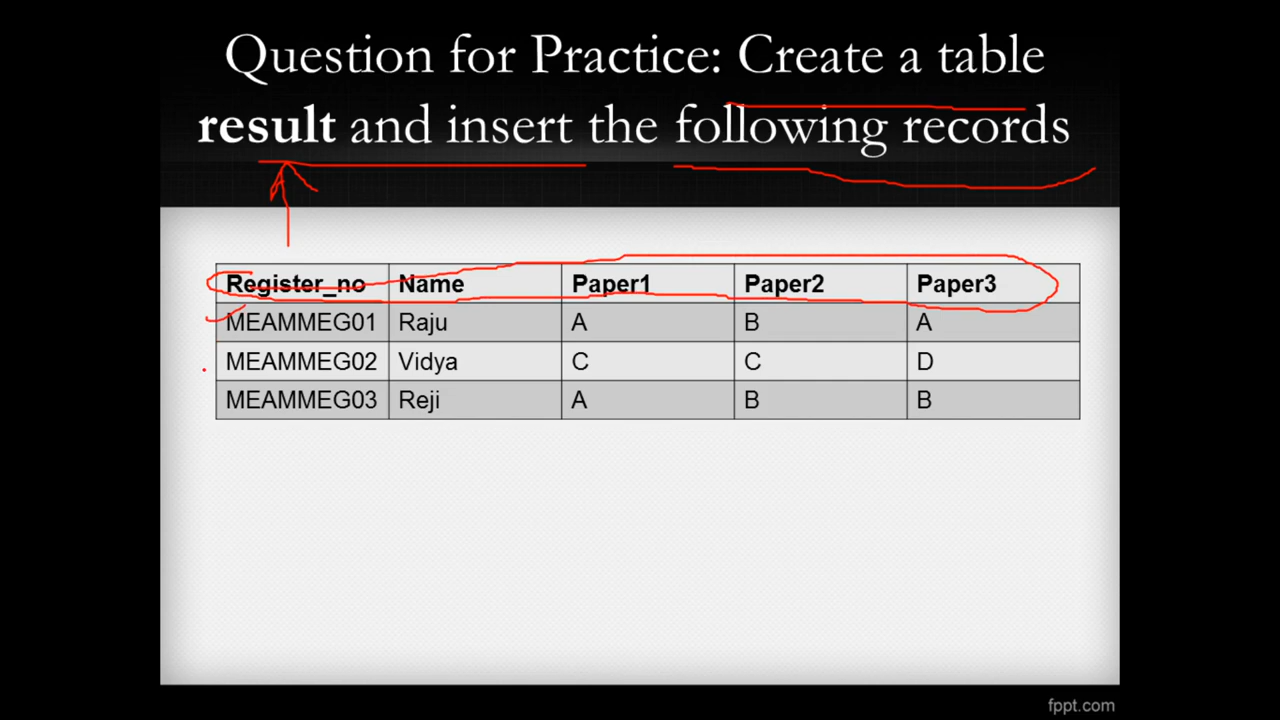 Question for Practice: Create a table
result and insert the following records
Register_no Name Paper1 Paper2 Paper3
MEAMMEG01 Raju A B A
MEAMMEG02 Vidya C C D
MEAMMEG03 Reji A B B
fppt.com